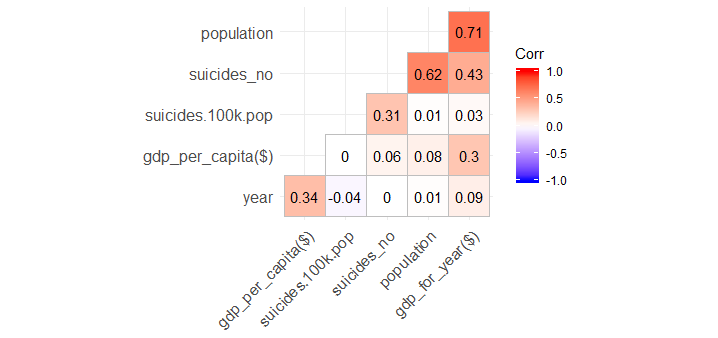 population
0.71
Corr
suicides_no
0.62 0.43
1.0
0.5
0.0
-0.5
-1.0
suicides.100k.pop
0.31 0.01 0.03
gdp_per_capita($)
0 0.06 0.08 0.3
year
0.34 -0.04 0 0.01 0.09
gdp_per_capita($)
suicides.100k.pop
suicides_no
population
gdp_for_year($)